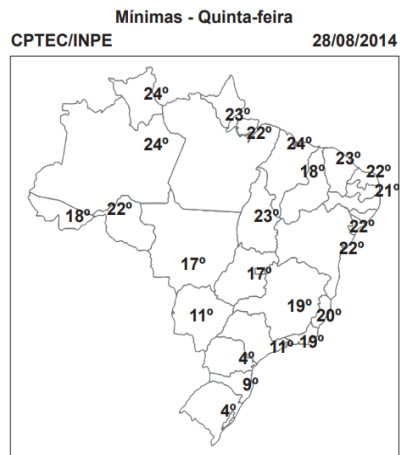 Mínimas - Quinta-feira
CPTEC/INPE 28/08/2014
24º
23º
22º
24º
24º
23º
18º
22º
21º
22º
18º
23º
22º
22º
17º
17º
11º
19º
20º
11º
19º
4º
9º
4º